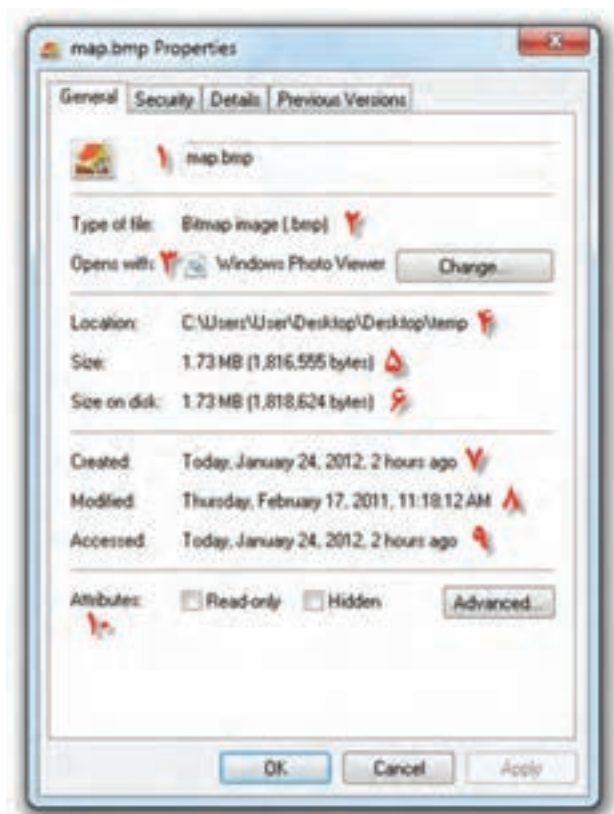 map.bmp Properties
General Security Details Previous Versions
۱ map.bmp
Type of file: Bitmap image (.bmp) ۲
Opens with: ۳ Windows Photo Viewer Change...
Location: C:\Users\User\Desktop\Desktop\temp ۴
Size: 1.73 MB (1,816,555 bytes) ۵
Size on disk: 1.73 MB (1,818,624 bytes) ۶
Created: Today, January 24, 2012, 2 hours ago ۷
Modified: Thursday, February 17, 2011, 11:18:12 AM ۸
Accessed: Today, January 24, 2012, 2 hours ago ۹
Attributes: Read-only Hidden Advanced...
۱۰
OK Cancel Apply